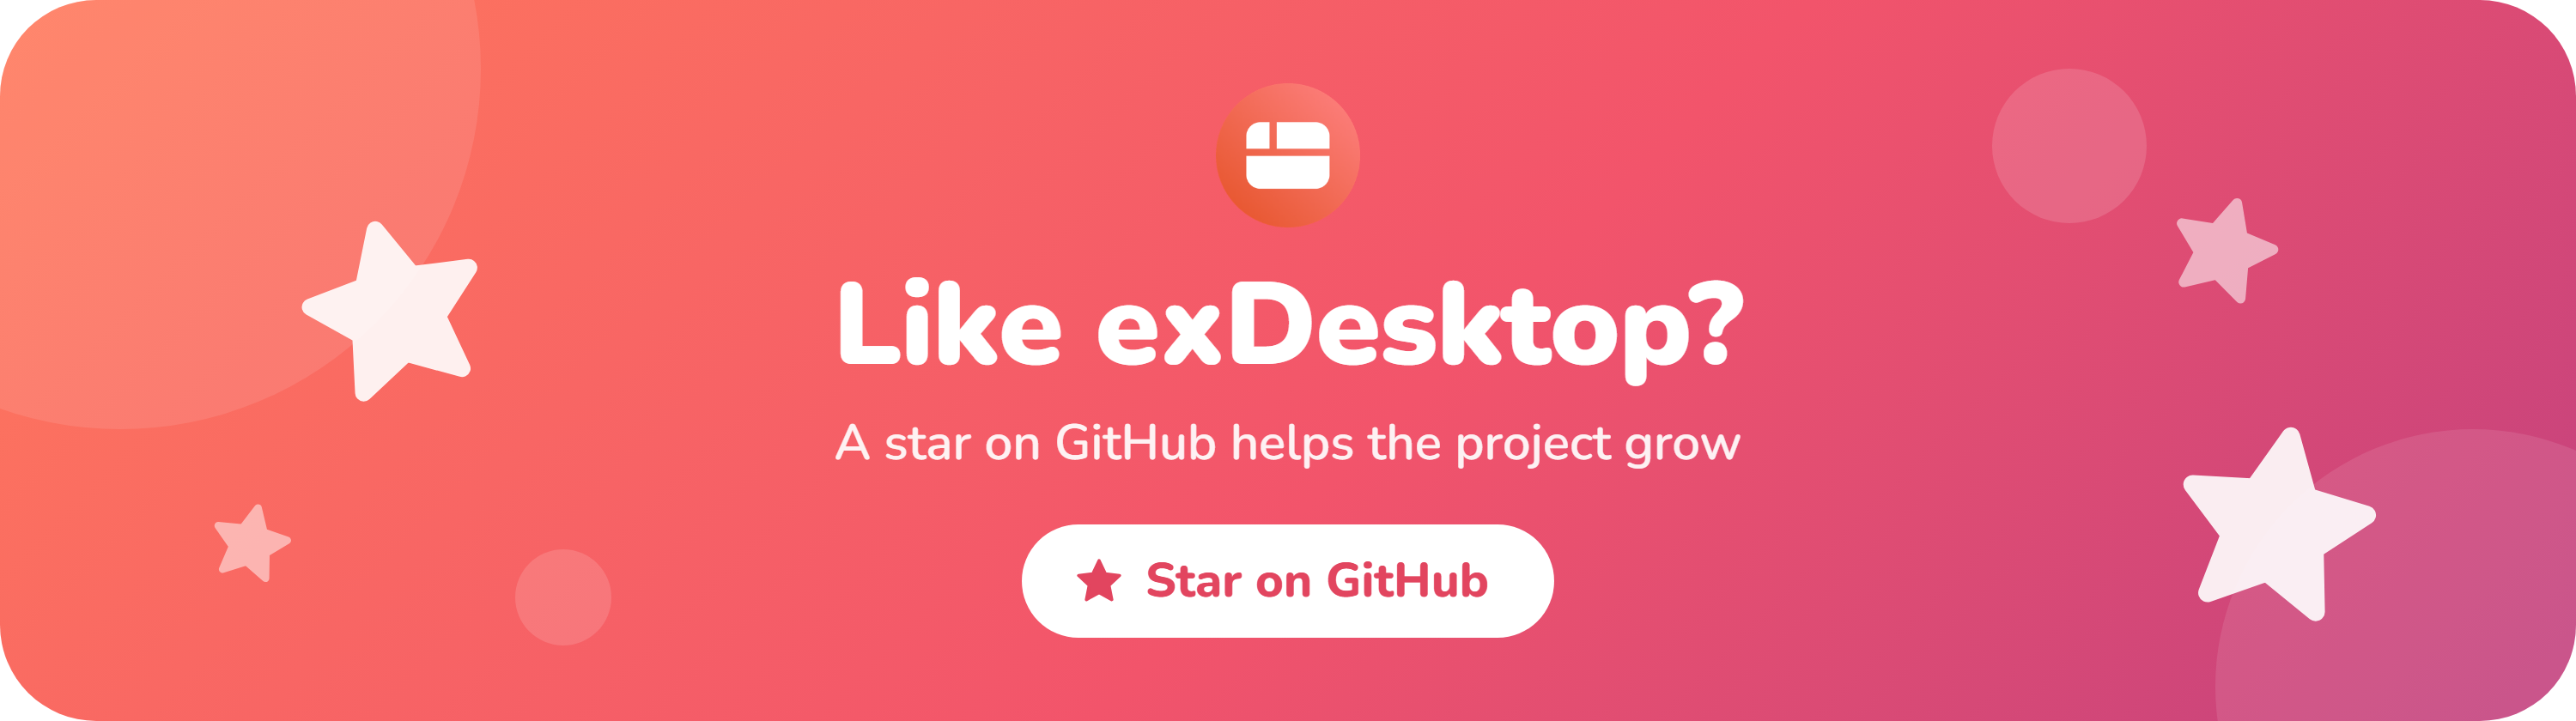 Like exDesktop?
A star on GitHub helps the project grow
Star on GitHub